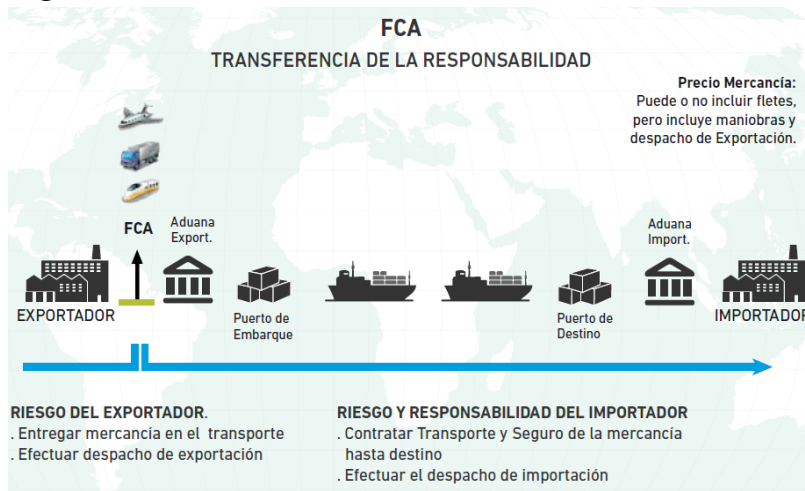 FCA
TRANSFERENCIA DE LA RESPONSABILIDAD
Precio Mercancía:
Puede o no incluir fletes,
pero incluye maniobras y
despacho de Exportación.
FCA
Aduana
Export.
Aduana
Import.
EXPORTADOR
Puerto de
Embarque
Puerto de
Destino
IMPORTADOR
RIESGO DEL EXPORTADOR.
. Entregar mercancía en el transporte
. Efectuar despacho de exportación
RIESGO Y RESPONSABILIDAD DEL IMPORTADOR
. Contratar Transporte y Seguro de la mercancía
hasta destino
. Efectuar el despacho de importación